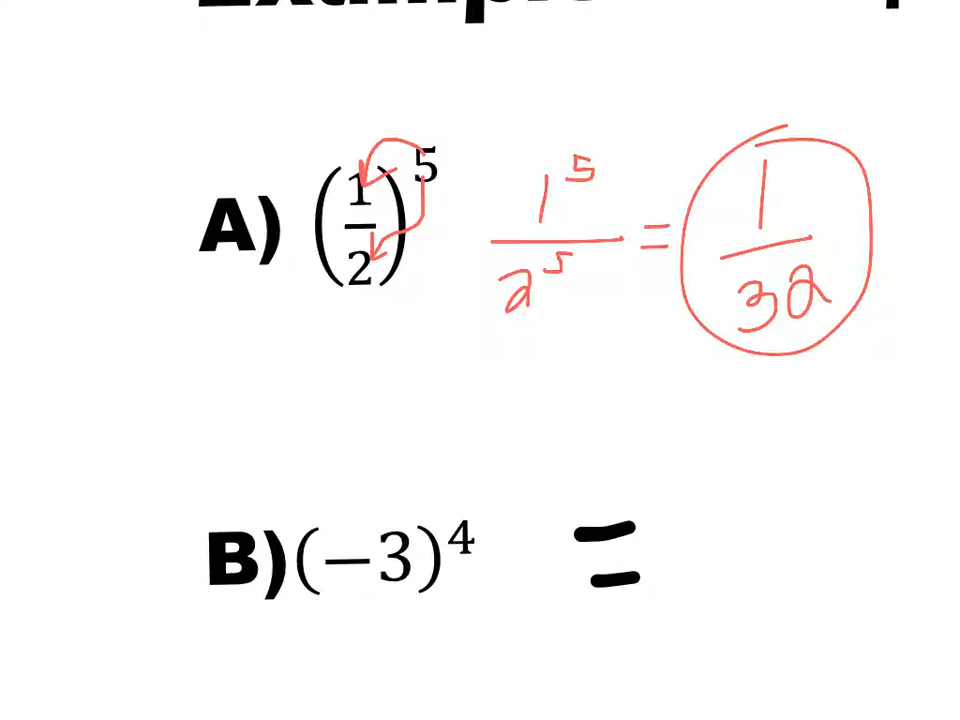 A) (1/2)^5 1^5/2^5 = 1/32
B)(−3)^4 =